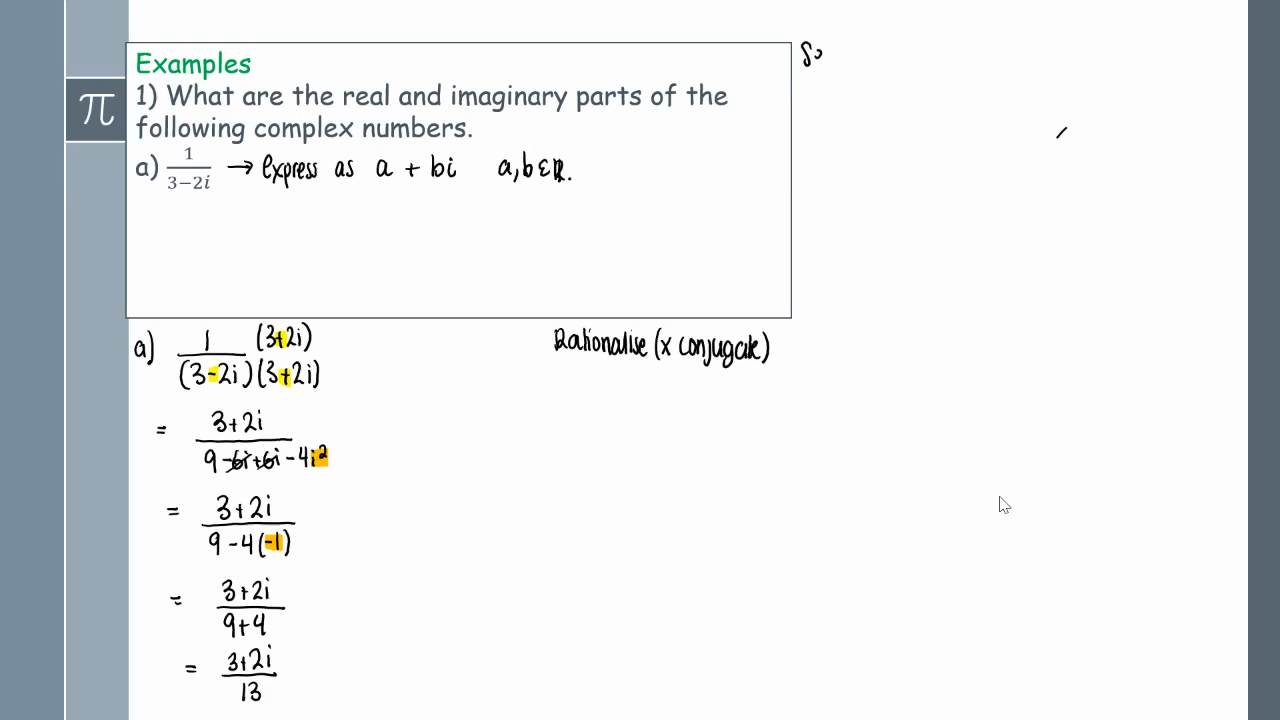 Examples
1) What are the real and imaginary parts of the
following complex numbers.
π
a) 1/(3−2i) → express as a + bi a, b ∈ ℝ.
a) 1 (3+2i) / (3-2i)(3+2i)
Rationalise (x conjugate)
= 3+2i / 9-6i+6i-4i²
= 3+2i / 9-4(-1)
= 3+2i / 9+4
= 3+2i / 13